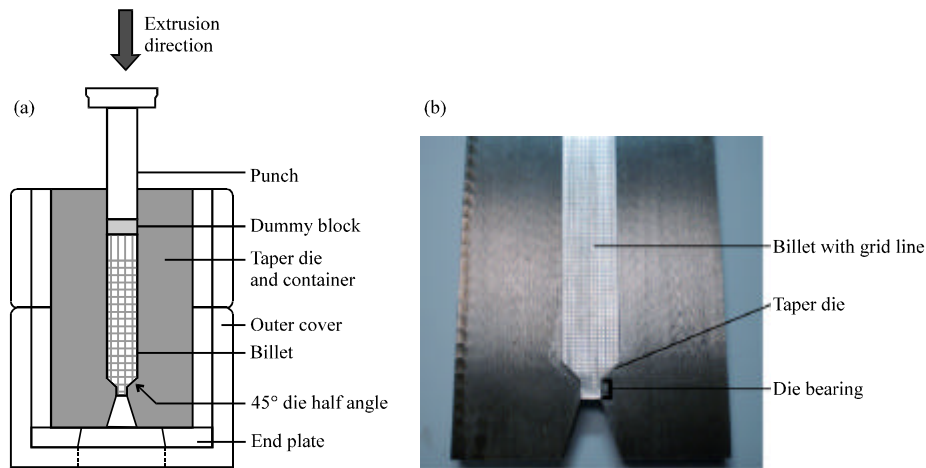 Extrusion
direction
(a)
Punch
Dummy block
Taper die
and container
Outer cover
Billet
45° die half angle
End plate
(b)
Billet with grid line
Taper die
Die bearing